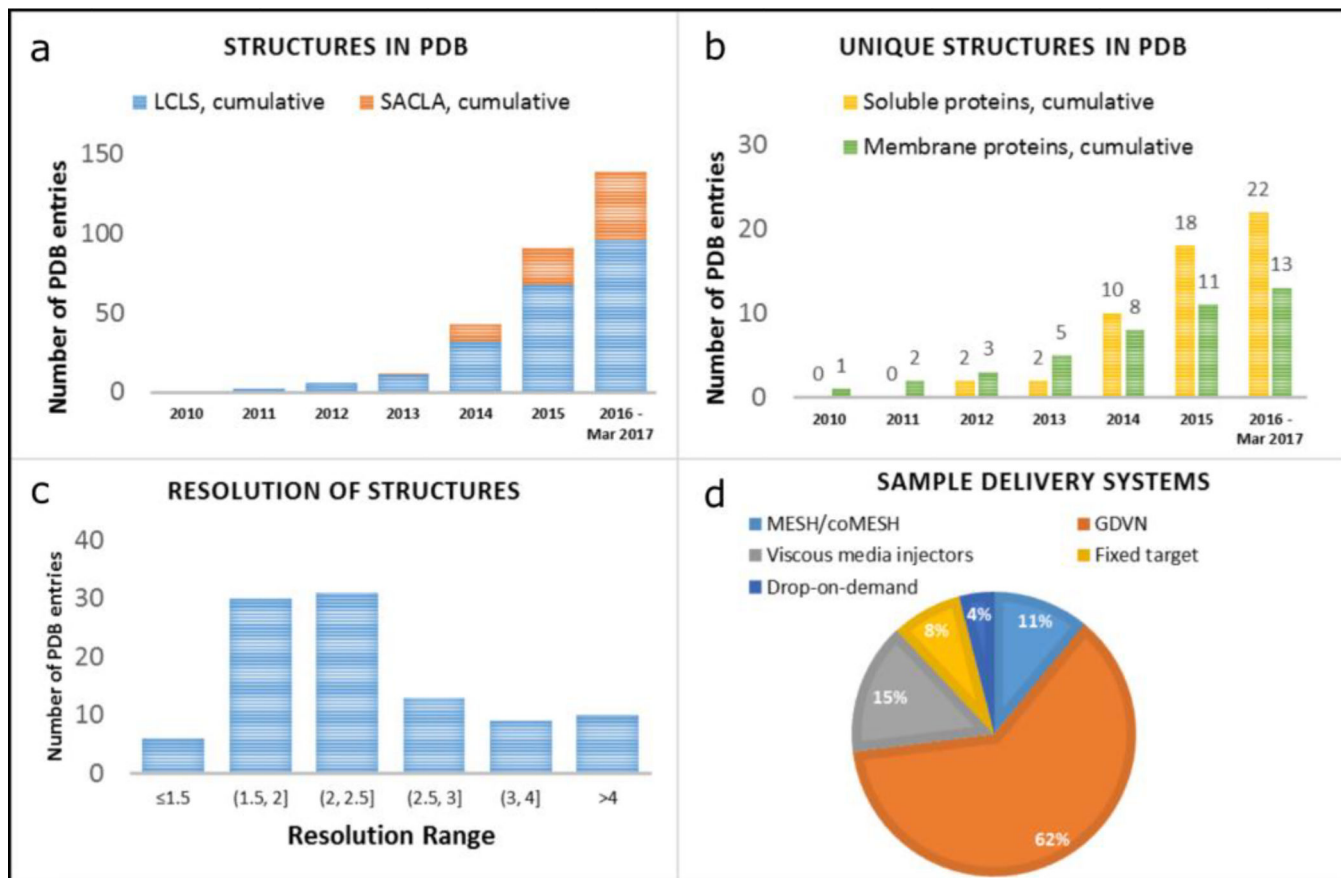 a
STRUCTURES IN PDB
LCLS, cumulative
SACLA, cumulative
Number of PDB entries
150
100
50
0
2010
2011
2012
2013
2014
2015
2016 -
Mar 2017
b
UNIQUE STRUCTURES IN PDB
Soluble proteins, cumulative
Membrane proteins, cumulative
Number of PDB entries
30
20
10
0
0
1
0
2
2
3
2
5
10
8
18
11
22
13
2010
2011
2012
2013
2014
2015
2016 -
Mar 2017
c
RESOLUTION OF STRUCTURES
Number of PDB entries
40
30
20
10
0
≤1.5
(1.5, 2]
(2, 2.5]
(2.5, 3]
(3, 4]
>4
Resolution Range
d
SAMPLE DELIVERY SYSTEMS
MESH/coMESH
GDVN
Viscous media injectors
Fixed target
Drop-on-demand
4%
11%
8%
15%
62%